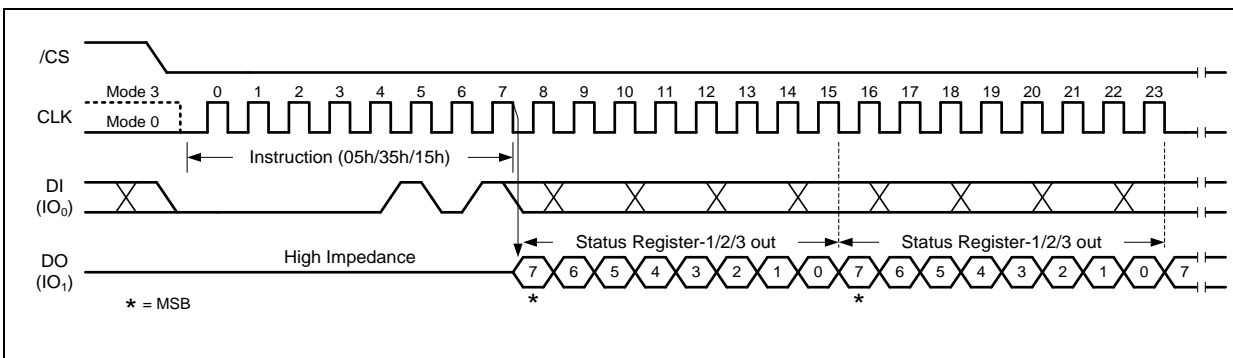 /CS
Mode 3 0 1 2 3 4 5 6 7 8 9 10 11 12 13 14 15 16 17 18 19 20 21 22 23
CLK
Mode 0
Instruction (05h/35h/15h)
DI
(IO₀)
Status Register-1/2/3 out Status Register-1/2/3 out
High Impedance
DO
(IO₁)
7 6 5 4 3 2 1 0 7 6 5 4 3 2 1 0 7
* *
* = MSB